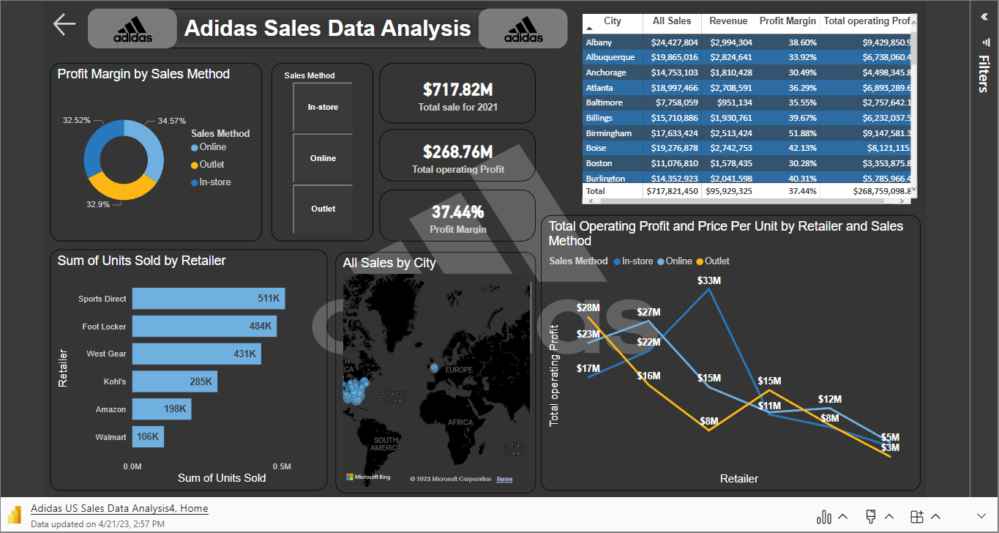 adidas
Adidas Sales Data Analysis
adidas
City All Sales Revenue Profit Margin Total operating Prof
Albany $24,427,804 $2,994,304 38.60% $9,429,850.9
Albuquerque $19,865,016 $2,824,641 33.92% $6,738,060.4
Anchorage $14,753,103 $1,810,428 30.49% $4,498,345.8
Atlanta $18,997,466 $2,708,591 36.29% $6,893,289.6
Baltimore $7,758,059 $951,134 35.55% $2,757,642.1
Billings $15,710,886 $1,930,761 39.67% $6,232,037.5
Birmingham $17,633,424 $2,513,424 51.88% $9,147,581.3
Boise $19,276,878 $2,742,753 42.13% $8,121,115.
Boston $11,076,810 $1,578,435 30.28% $3,353,875.8
Burlington $14,352,923 $2,041,598 40.31% $5,785,966.4
Total $717,821,450 $95,929,325 37.44% $268,759,098.8
Filters
Profit Margin by Sales Method
32.52%
34.57%
32.9%
Sales Method
Online
Outlet
In-store
Sales Method
In-store
Online
Outlet
$717.82M
Total sale for 2021
$268.76M
Total operating Profit
37.44%
Profit Margin
Sum of Units Sold by Retailer
Retailer
Sports Direct 511K
Foot Locker 484K
West Gear 431K
Kohl's 285K
Amazon 198K
Walmart 106K
0.0M 0.5M
Sum of Units Sold
All Sales by City
H
CA
EUROPE
Atlantic
Ocean
AFRICA
SOUTH
AMERICA
Indian
Ocean
Microsoft Bing
© 2023 Microsoft Corporation Terms
adidas
Total Operating Profit and Price Per Unit by Retailer and Sales
Method
Sales Method In-store Online Outlet
Total operating Profit
$33M
$28M
$27M
$23M
$22M
$17M
$16M
$15M
$15M
$8M
$11M
$12M
$8M
$5M
$3M
Retailer
Adidas US Sales Data Analysis4, Home
Data updated on 4/21/23, 2:57 PM